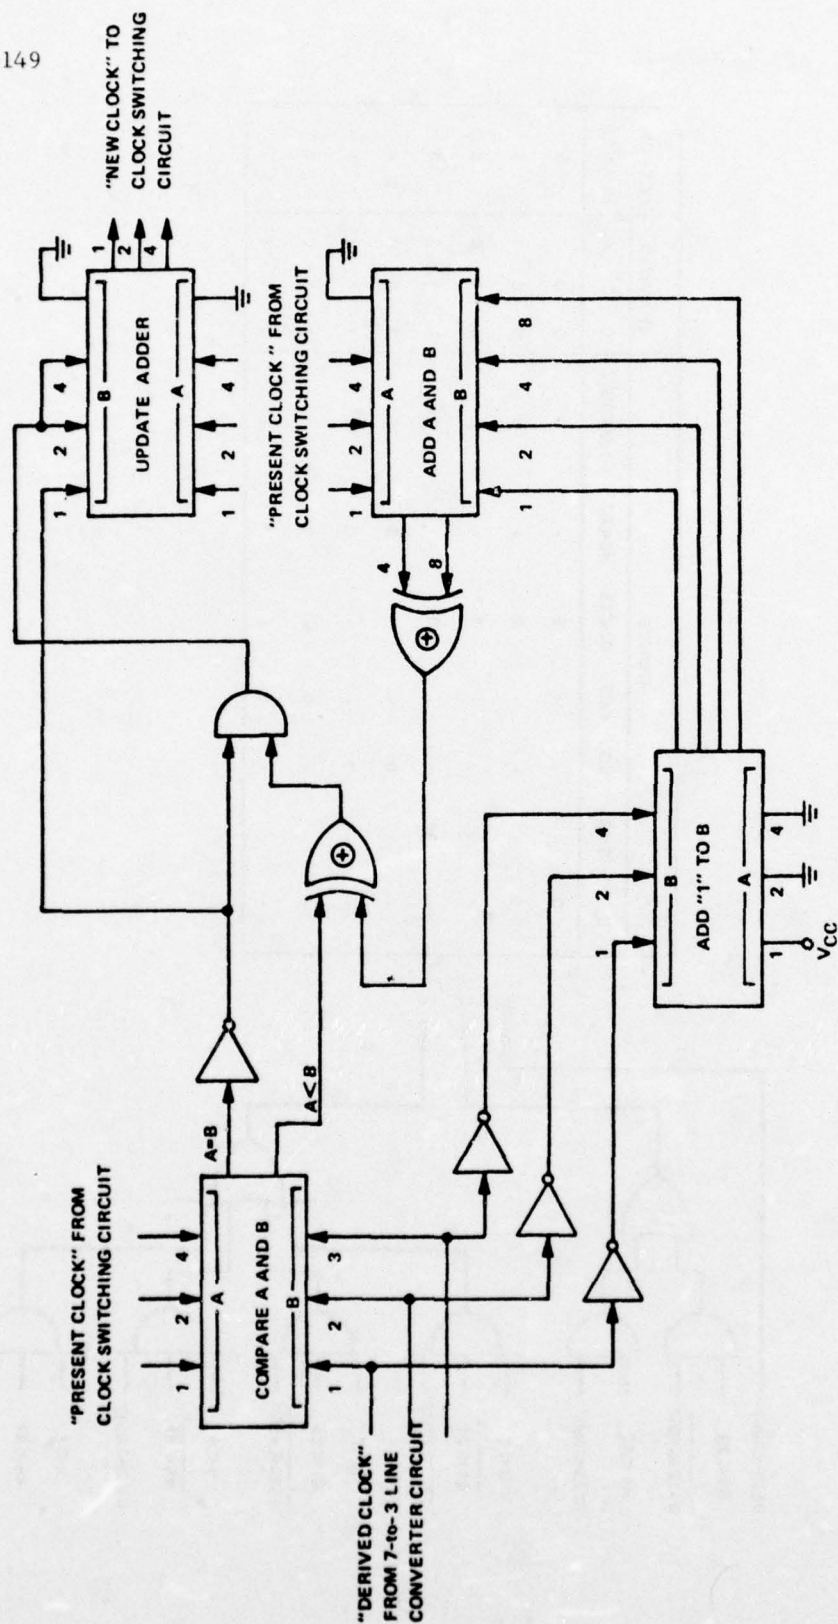 149
"PRESENT CLOCK" FROM
CLOCK SWITCHING CIRCUIT
1 2 4
A
COMPARE A AND B
B
1 2 3
A=B
A<B
"DERIVED CLOCK"
FROM 7-to-3 LINE
CONVERTER CIRCUIT
1 2 4
B
UPDATE ADDER
A
1 2 4
1
2
4
"NEW CLOCK" TO
CLOCK SWITCHING
CIRCUIT
"PRESENT CLOCK" FROM
CLOCK SWITCHING CIRCUIT
1 2 4
A
ADD A AND B
B
1 2 4 8
4
8
+
+
1 2 4
B
ADD "1" TO B
A
1 2 4
VCC